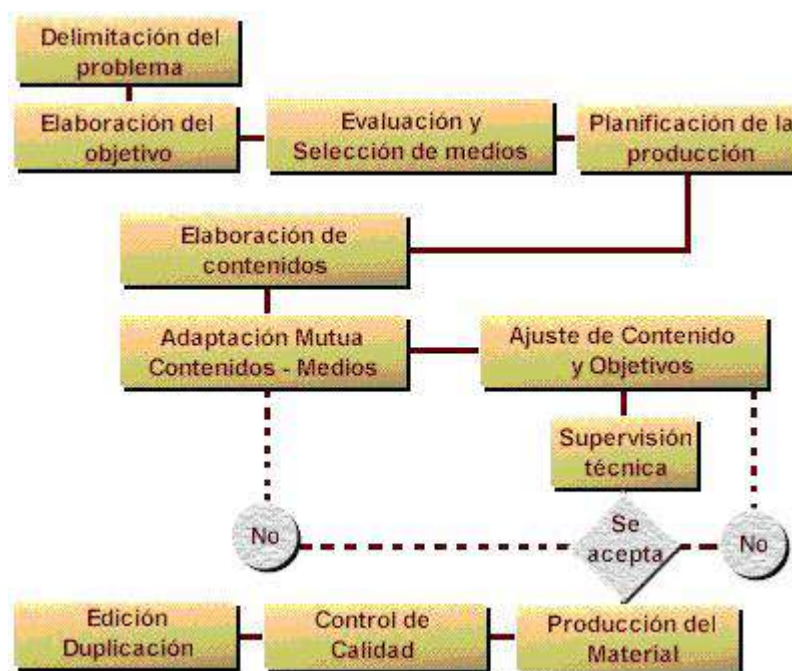 Delimitación del
problema
Elaboración del
objetivo
Evaluación y
Selección de medios
Planificación de la
producción
Elaboración de
contenidos
Adaptación Mutua
Contenidos - Medios
Ajuste de Contenido
y Objetivos
Supervisión
técnica
No
Se
acepta
No
Edición
Duplicación
Control de
Calidad
Producción del
Material